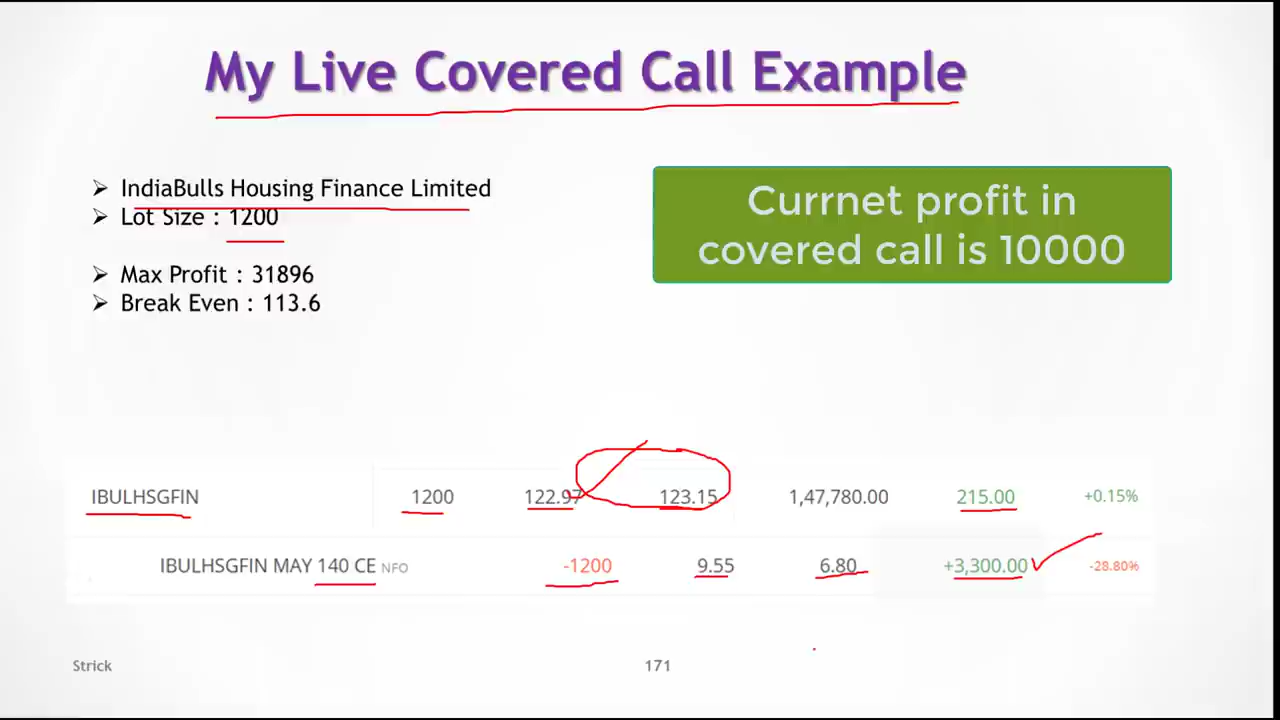 My Live Covered Call Example
➢ IndiaBulls Housing Finance Limited
➢ Lot Size : 1200
➢ Max Profit : 31896
➢ Break Even : 113.6
Currnet profit in
covered call is 10000
IBULHSGFIN 1200 122.97 123.15 1,47,780.00 215.00 +0.15%
IBULHSGFIN MAY 140 CE NFO -1200 9.55 6.80 +3,300.00 -28.80%
Strick 171